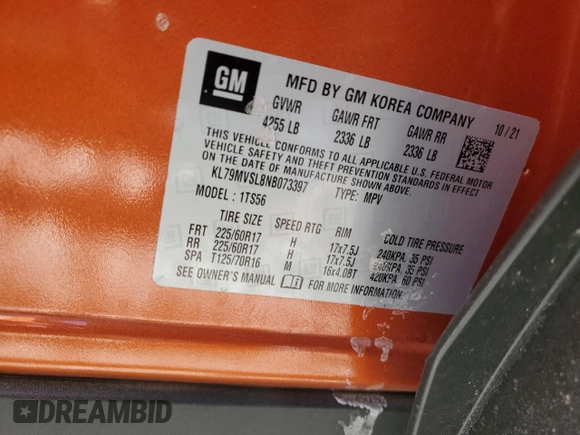 GM
MFD BY GM KOREA COMPANY
10/21
GVWR GAWR FRT GAWR RR
4255 LB 2336 LB 2336 LB
THIS VEHICLE CONFORMS TO ALL APPLICABLE U.S. FEDERAL MOTOR
VEHICLE SAFETY AND THEFT PREVENTION STANDARDS IN EFFECT
ON THE DATE OF MANUFACTURE SHOWN ABOVE.
KL79MVSL8NB073397 TYPE: MPV
MODEL : 1TS56
TIRE SIZE SPEED RTG RIM COLD TIRE PRESSURE
FRT 225/60R17 H 17x7.5J 240KPA, 35 PSI
RR 225/60R17 H 17x7.5J 240KPA, 35 PSI
SPA T125/70R16 M 16x4.0BT 420KPA, 60 PSI
SEE OWNER'S MANUAL FOR MORE INFORMATION
DREAMBID